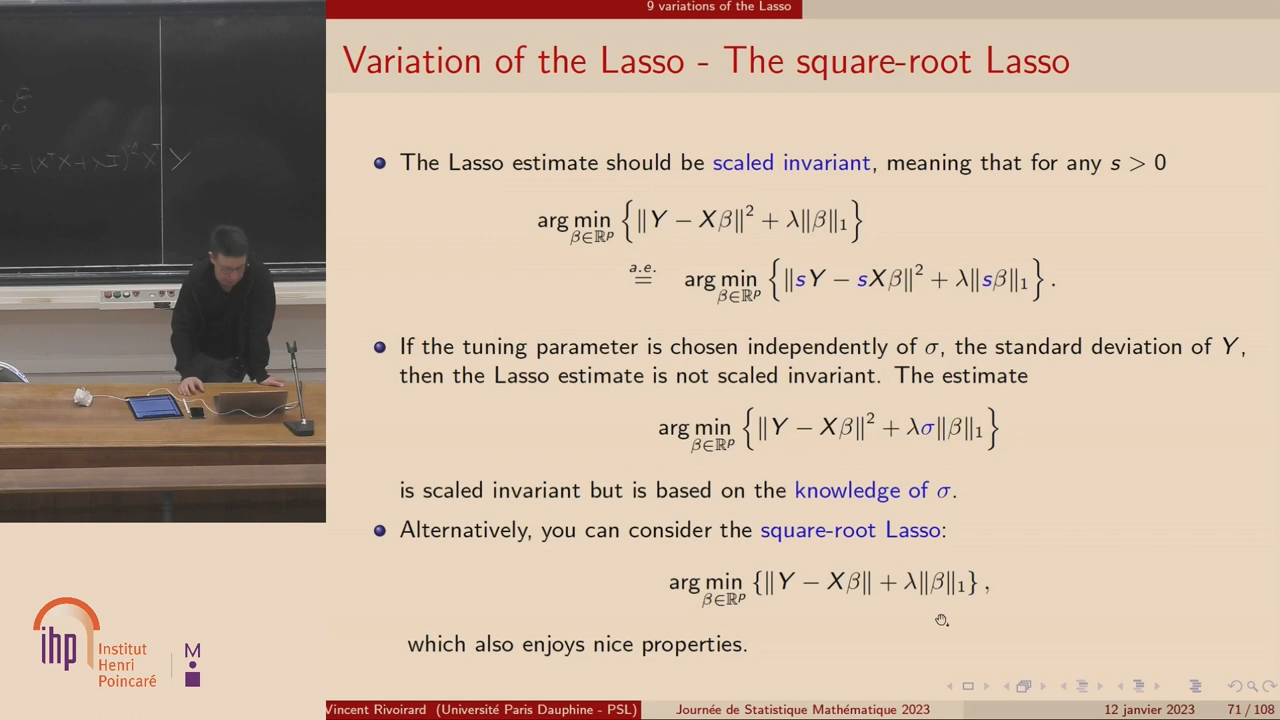 9 variations of the Lasso
Variation of the Lasso - The square-root Lasso
The Lasso estimate should be scaled invariant, meaning that for any s > 0
arg min_{β∈ℝ^p} {‖Y − Xβ‖² + λ‖β‖₁}
a.e. = arg min_{β∈ℝ^p} {‖sY − sXβ‖² + λ‖sβ‖₁}.
If the tuning parameter is chosen independently of σ, the standard deviation of Y,
then the Lasso estimate is not scaled invariant. The estimate
arg min_{β∈ℝ^p} {‖Y − Xβ‖² + λσ‖β‖₁}
is scaled invariant but is based on the knowledge of σ.
Alternatively, you can consider the square-root Lasso:
arg min_{β∈ℝ^p} {‖Y − Xβ‖ + λ‖β‖₁},
which also enjoys nice properties.
ihp Institut
Henri
Poincaré
M
Vincent Rivoirard (Université Paris Dauphine - PSL) Journée de Statistique Mathématique 2023 12 janvier 2023 71 / 108